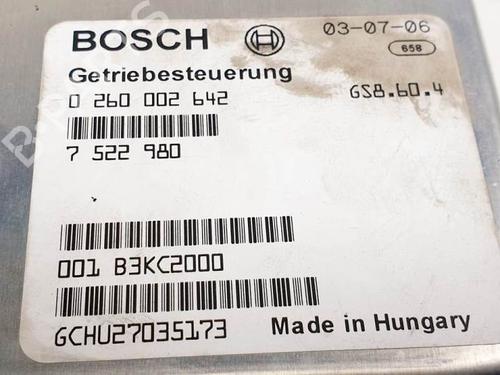 BOSCH 03-07-06
658
Getriebesteuerung
0 260 002 642 GS8.60.4
7 522 980
001 B3KC2000
GCHU27035173 Made in Hungary